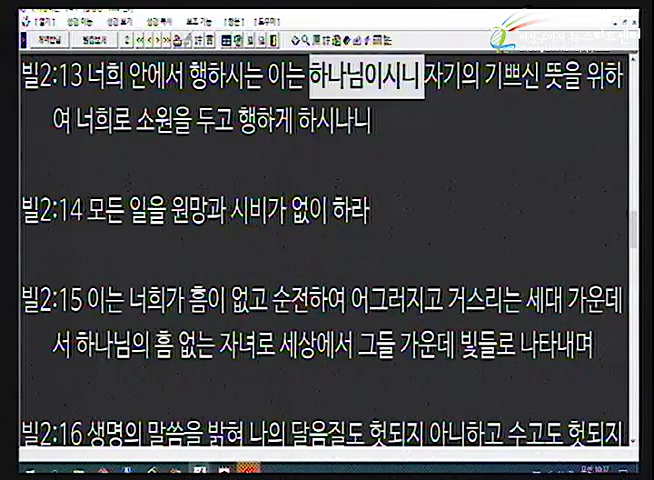 빌2:13 너희 안에서 행하시는 이는 하나님이시니 자기의 기쁘신 뜻을 위하
여 너희로 소원을 두고 행하게 하시나니
빌2:14 모든 일을 원망과 시비가 없이 하라
빌2:15 이는 너희가 흠이 없고 순전하여 어그러지고 거스리는 세대 가운데
서 하나님의 흠 없는 자녀로 세상에서 그들 가운데 빛들로 나타내며
빌2:16 생명의 말씀을 밝혀 나의 달음질도 헛되지 아니하고 수고도 헛되지
오전 10:37